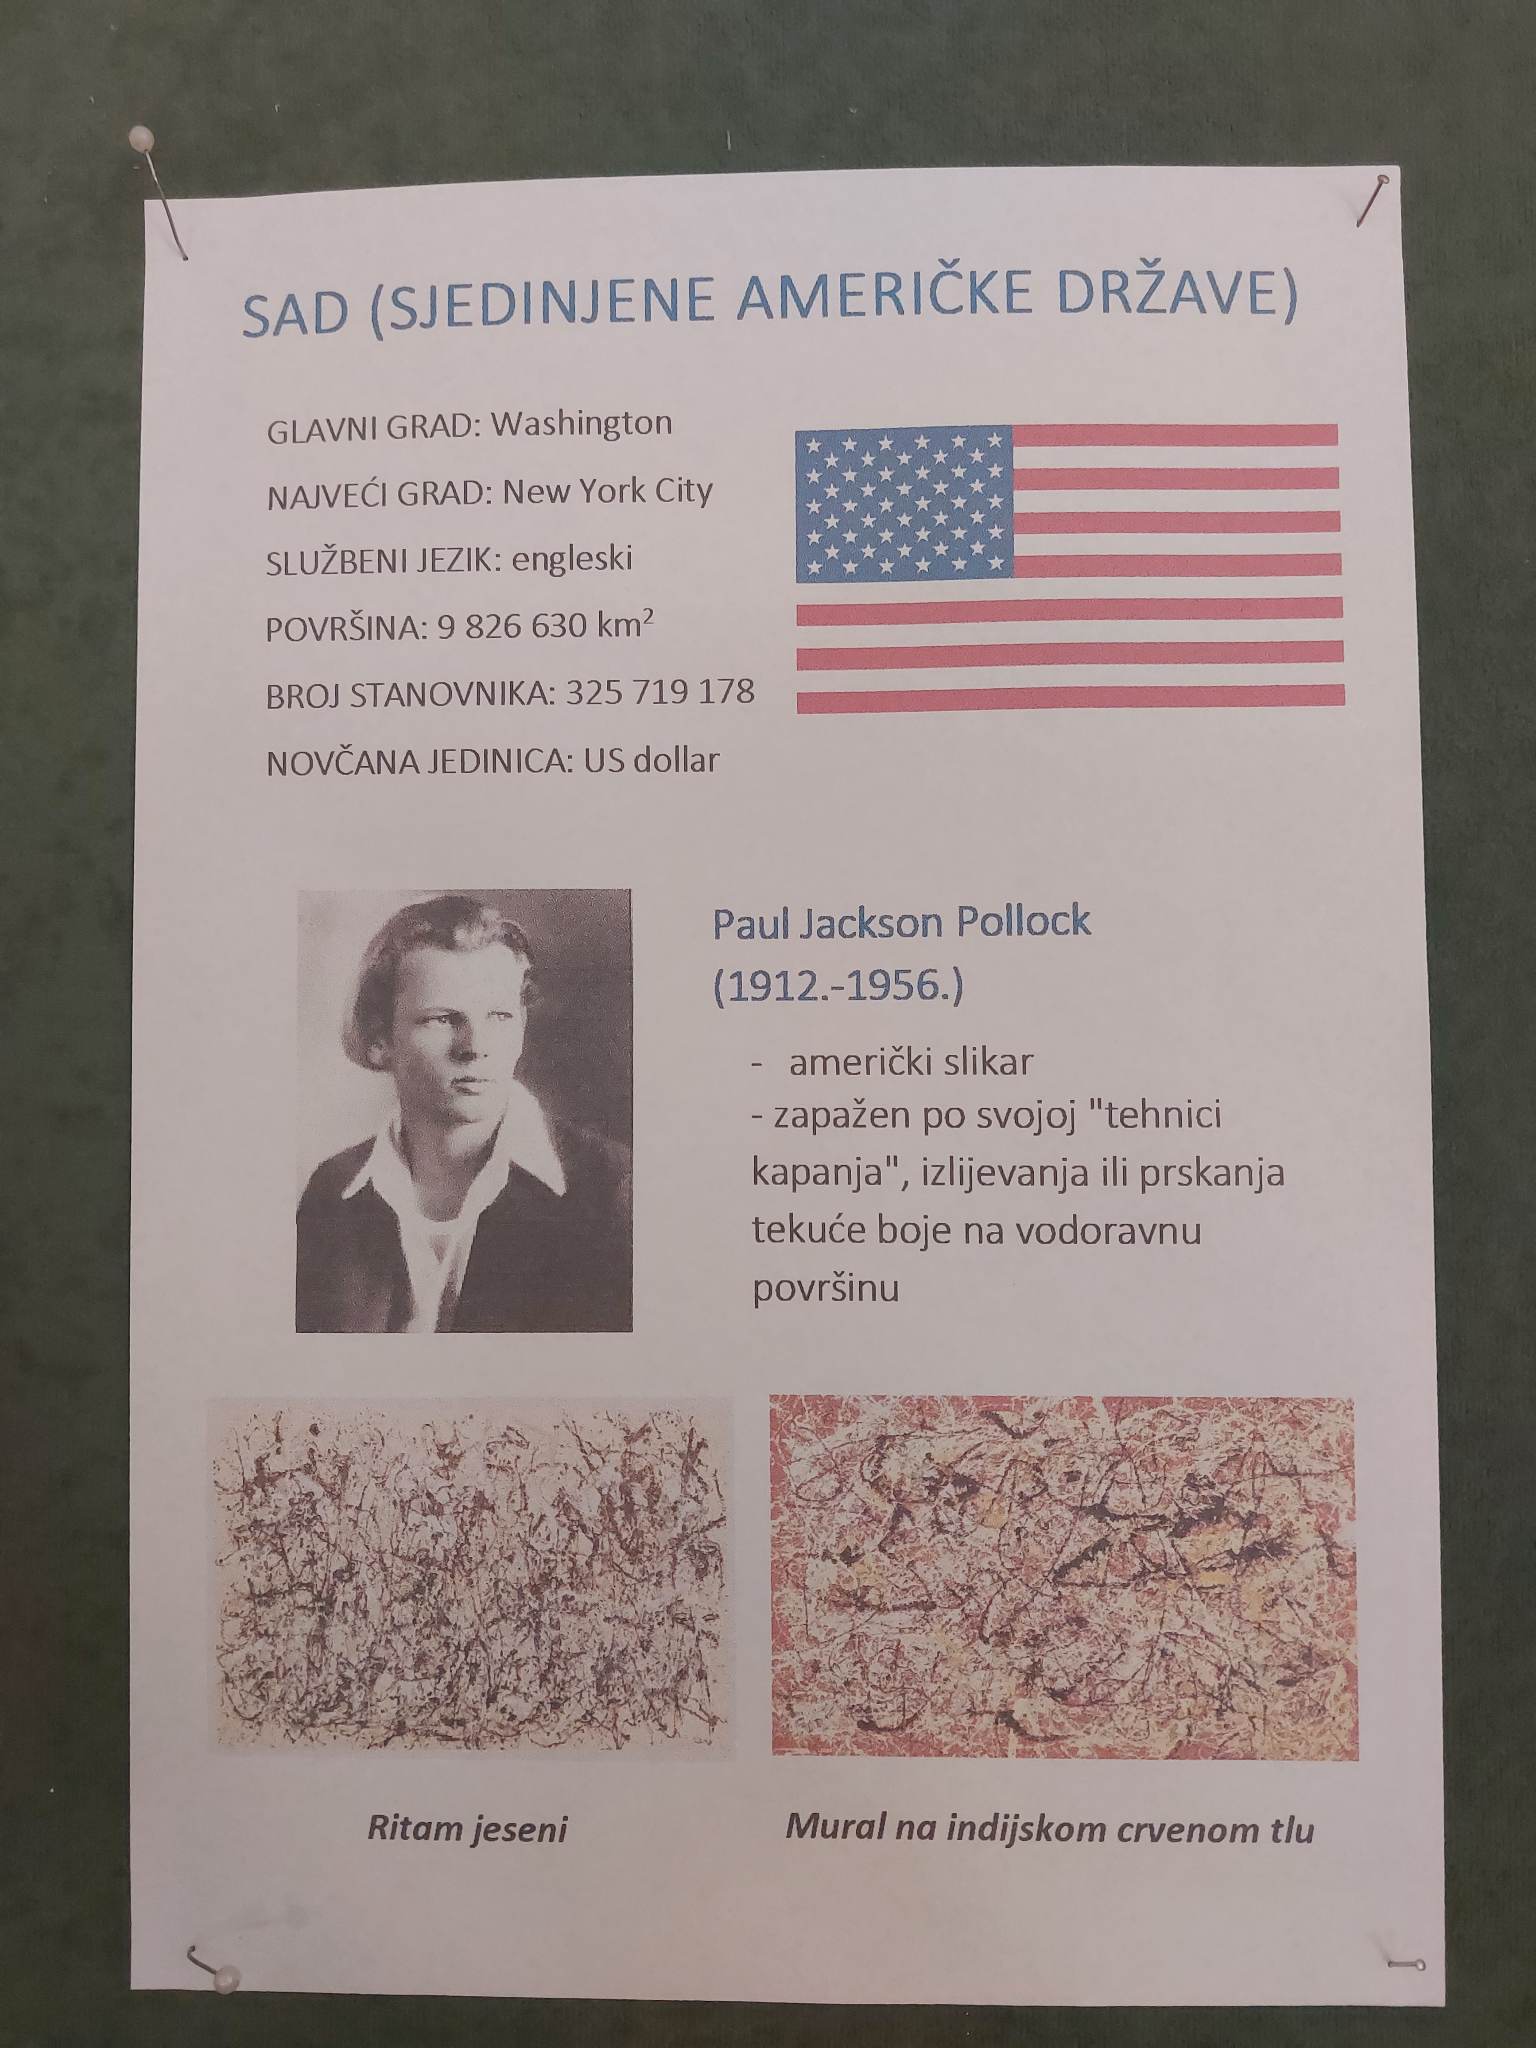 SAD (SJEDINJENE AMERIČKE DRŽAVE)
GLAVNI GRAD: Washington
NAJVEĆI GRAD: New York City
SLUŽBENI JEZIK: engleski
POVRŠINA: 9 826 630 km²
BROJ STANOVNIKA: 325 719 178
NOVČANA JEDINICA: US dollar
Paul Jackson Pollock
(1912.-1956.)
- američki slikar
- zapažen po svojoj "tehnici
kapanja", izlijevanja ili prskanja
tekuće boje na vodoravnu
površinu
Ritam jeseni
Mural na indijskom crvenom tlu